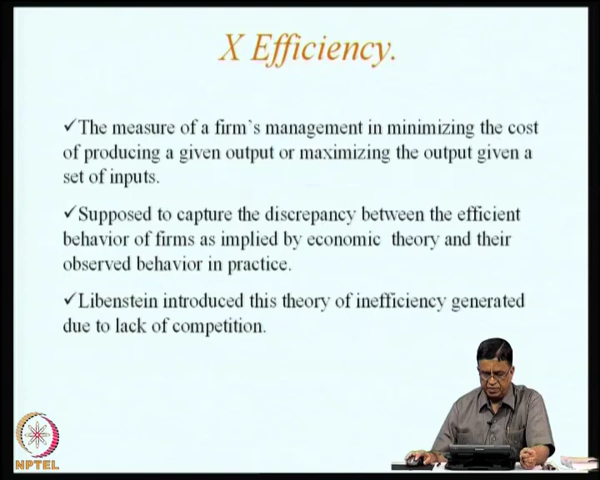 X Efficiency.
✓The measure of a firm`s management in minimizing the cost
of producing a given output or maximizing the output given a
set of inputs.
✓Supposed to capture the discrepancy between the efficient
behavior of firms as implied by economic theory and their
observed behavior in practice.
✓Libenstein introduced this theory of inefficiency generated
due to lack of competition.
NPTEL